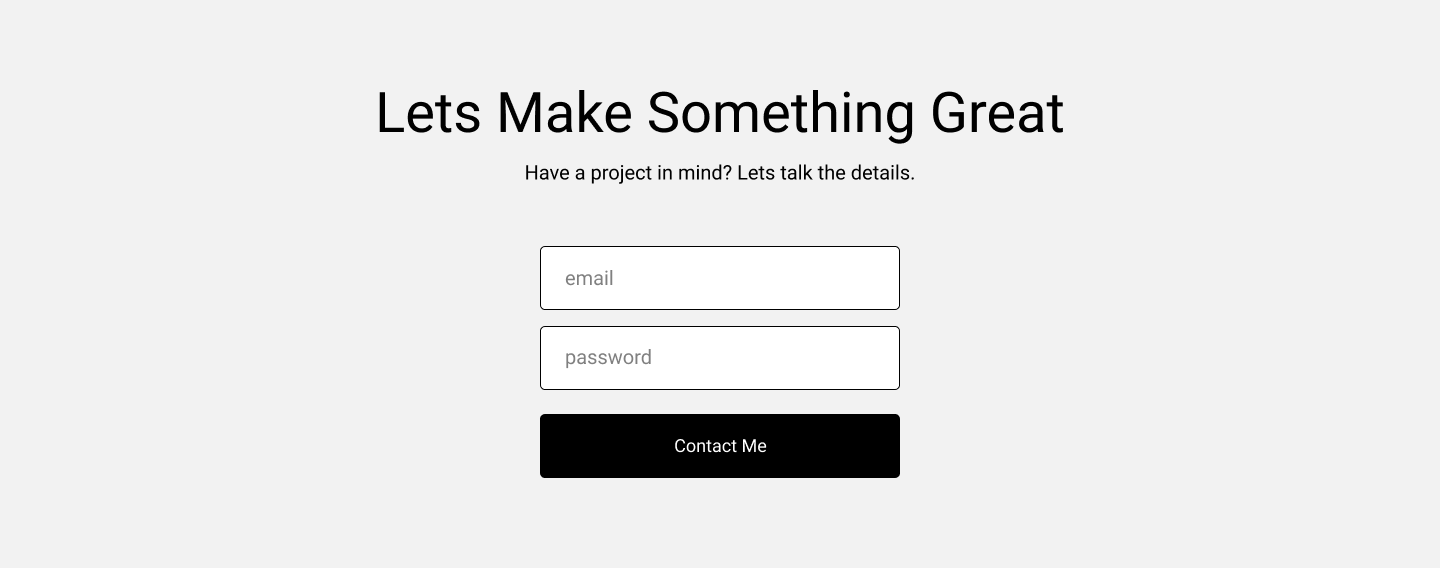 Lets Make Something Great
Have a project in mind? Lets talk the details.
email
password
Contact Me